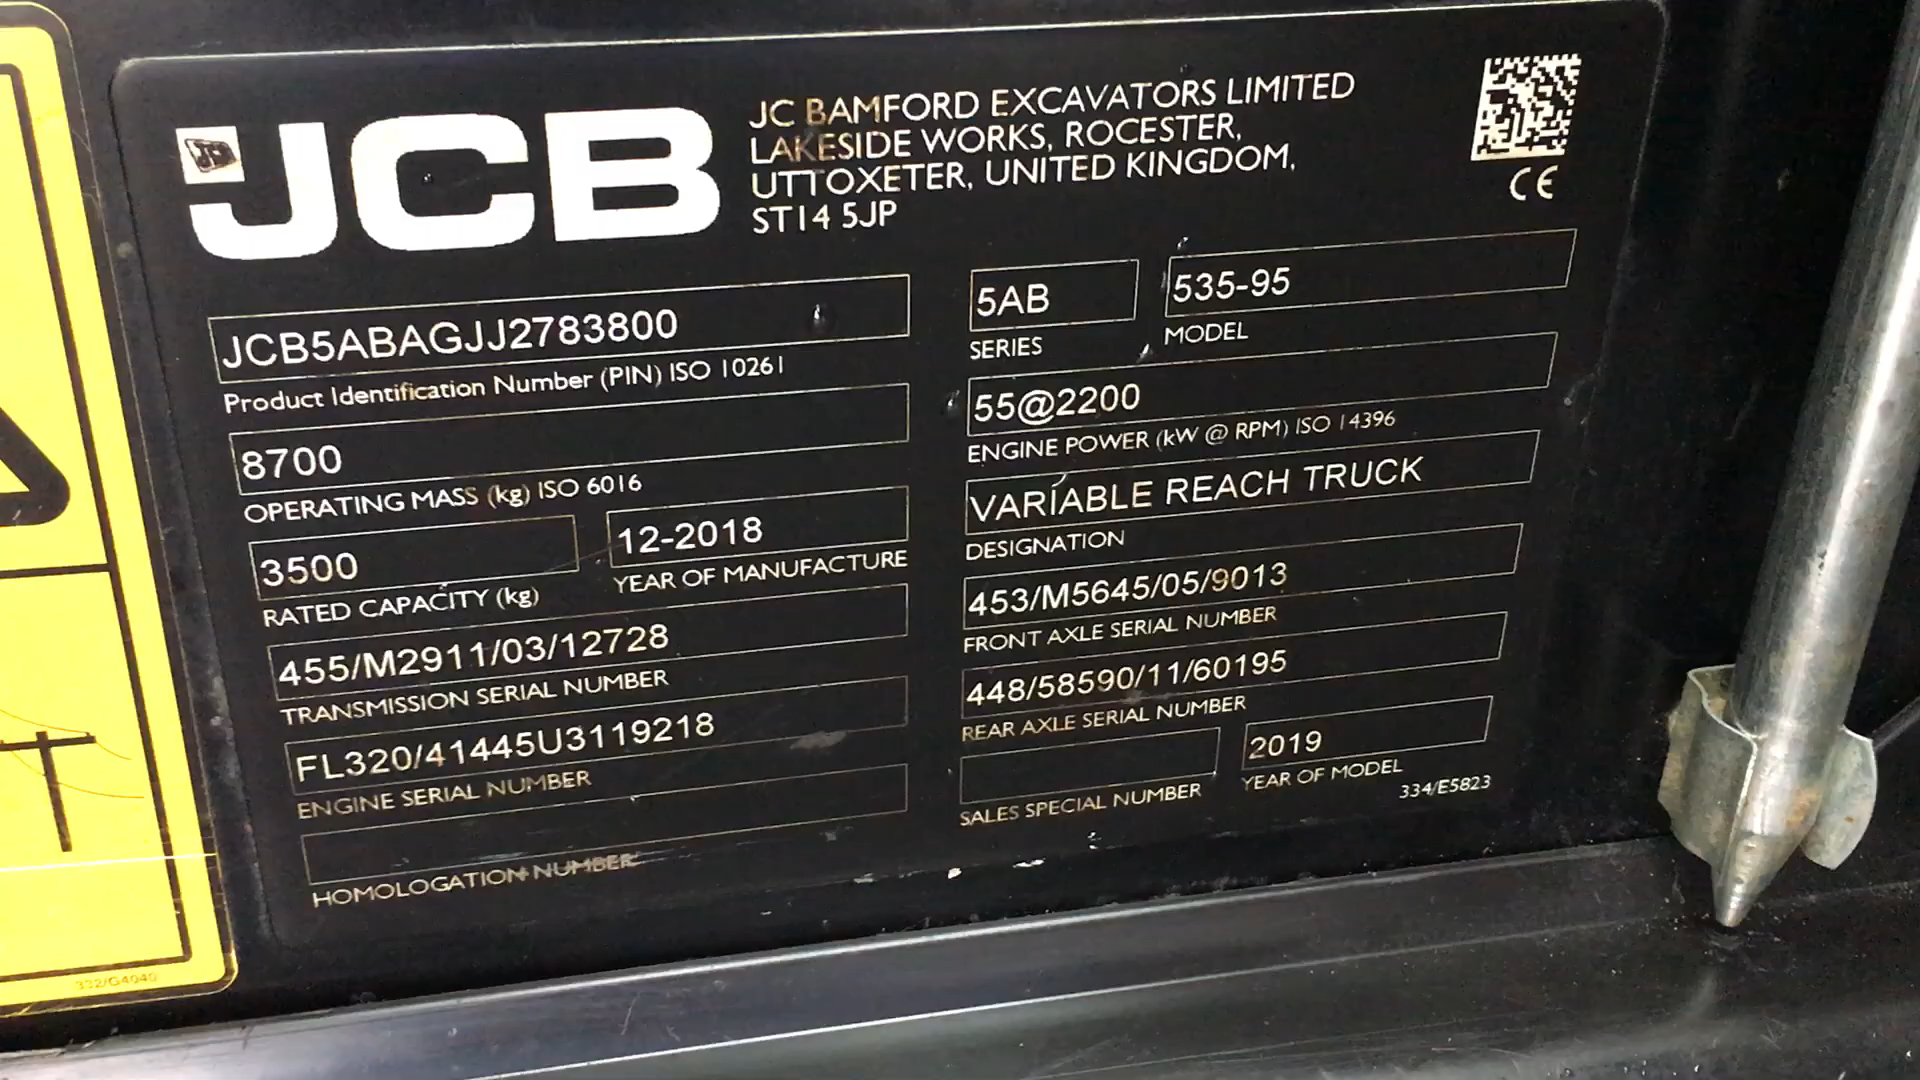 JCB
JC BAMFORD EXCAVATORS LIMITED
LAKESIDE WORKS, ROCESTER,
UTTOXETER, UNITED KINGDOM,
ST14 5JP
CE
JCB5ABAGJJ2783800
Product Identification Number (PIN) ISO 10261
5AB
SERIES
535-95
MODEL
8700
OPERATING MASS (kg) ISO 6016
55@2200
ENGINE POWER (kW @ RPM) ISO 14396
3500
RATED CAPACITY (kg)
12-2018
YEAR OF MANUFACTURE
VARIABLE REACH TRUCK
DESIGNATION
455/M2911/03/12728
TRANSMISSION SERIAL NUMBER
453/M5645/05/9013
FRONT AXLE SERIAL NUMBER
FL320/41445U3119218
ENGINE SERIAL NUMBER
448/58590/11/60195
REAR AXLE SERIAL NUMBER
HOMOLOGATION NUMBER
SALES SPECIAL NUMBER
2019
YEAR OF MODEL
334/E5823
332/G4040